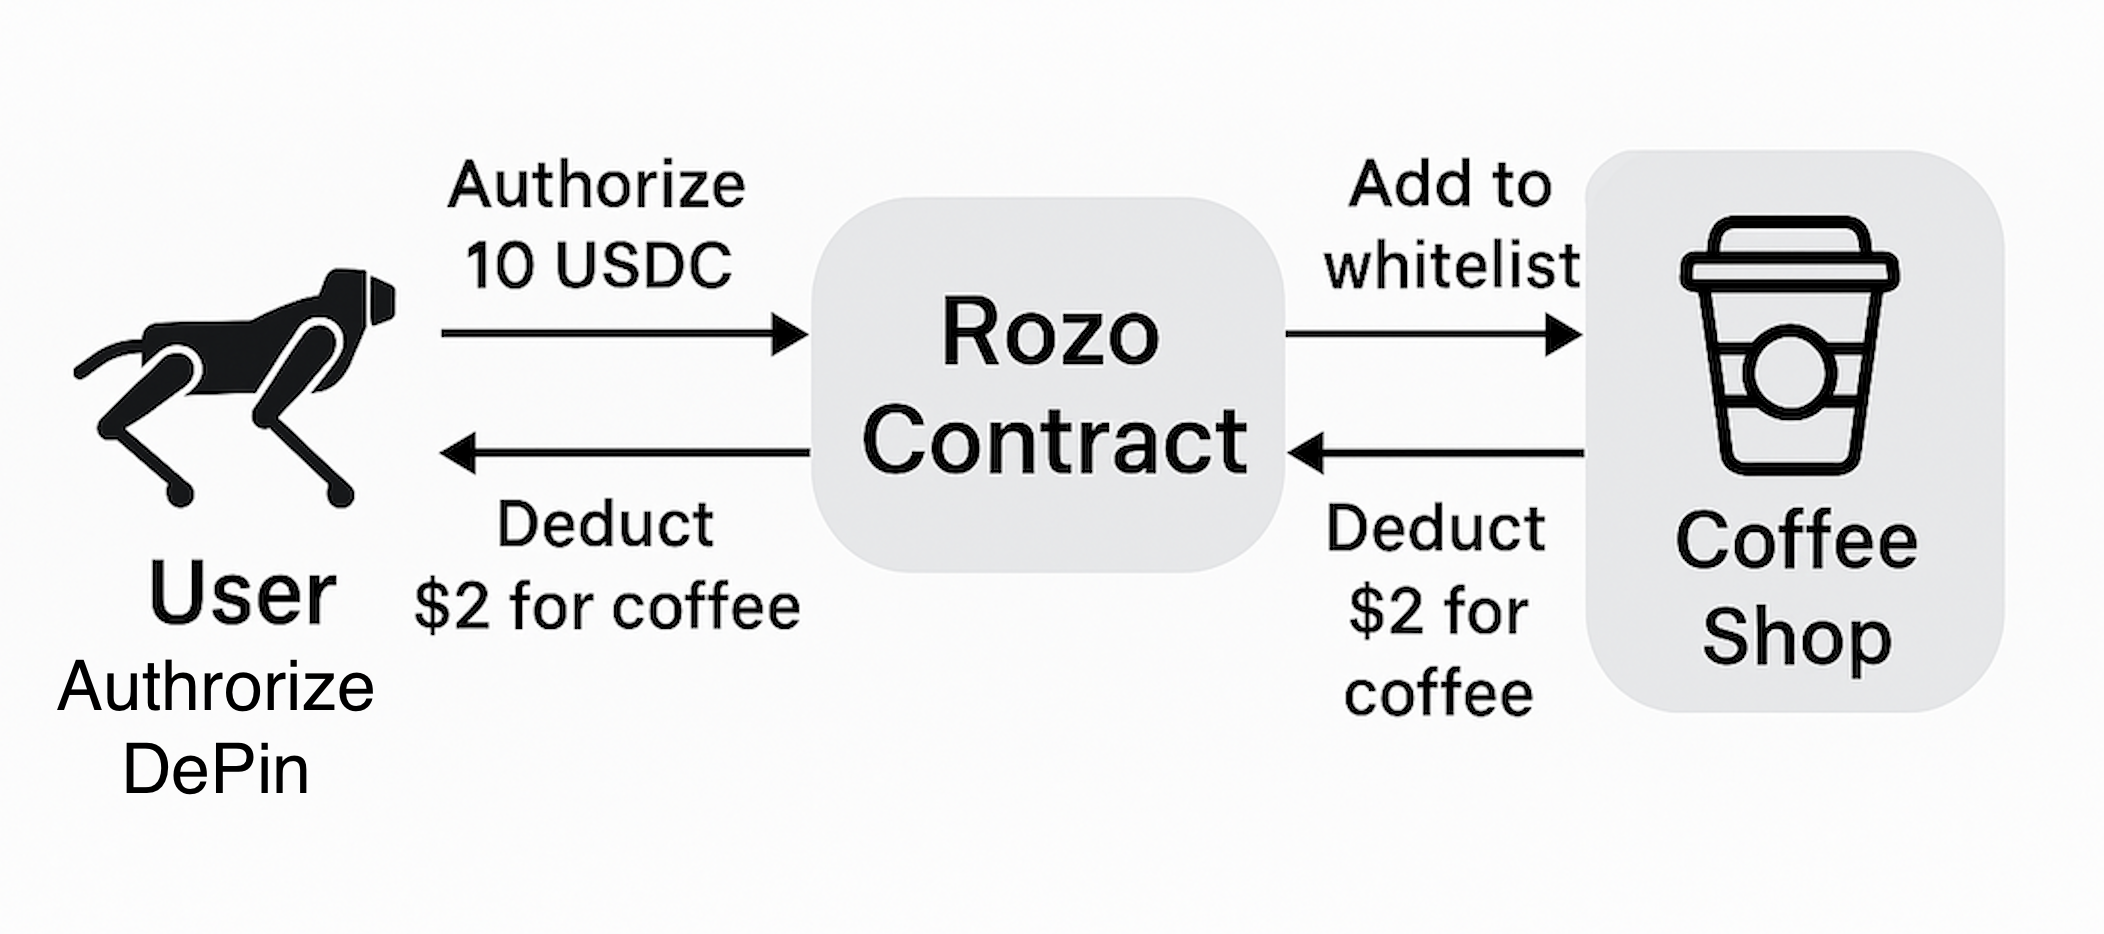 Authorize
10 USDC
Deduct
$2 for coffee
User
Authrorize
DePin
Rozo
Contract
Add to
whitelist
Deduct
$2 for
coffee
Coffee
Shop